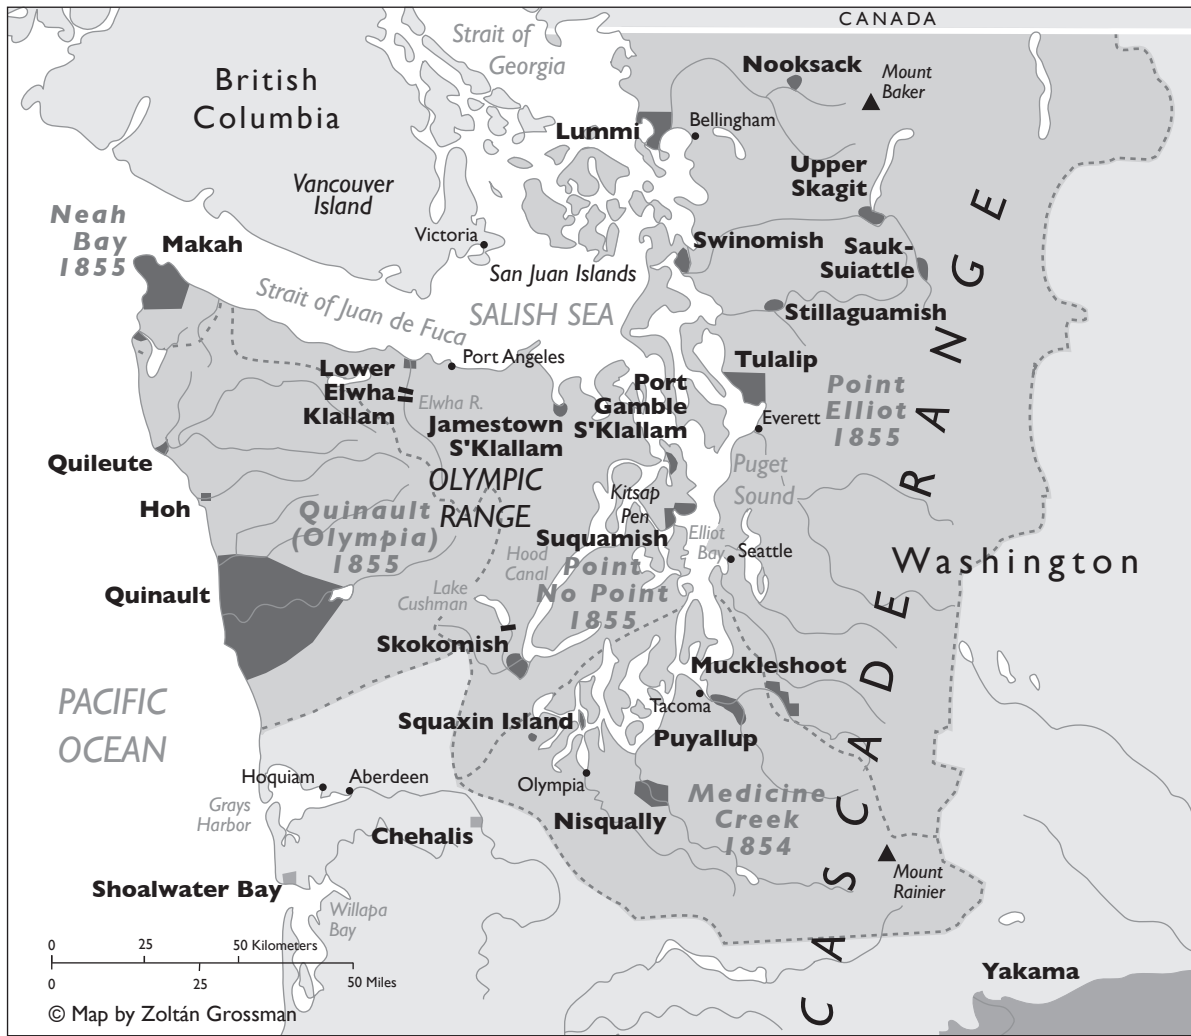 CANADA
Strait of
Georgia
British
Columbia
Nooksack
Mount
Baker
Lummi
Bellingham
Upper
Skagit
Vancouver
Island
Neah
Bay
1855
Makah
Victoria
San Juan Islands
Swinomish
Sauk-
Suiattle
Strait of Juan de Fuca
SALISH SEA
Stillaguamish
Port Angeles
Lower
Elwha
Klallam
Elwha R.
Jamestown
S'Klallam
Port
Gamble
S'Klallam
Tulalip
Everett
Point
Elliot
1855
Quileute
Hoh
OLYMPIC
RANGE
Quinault
(Olympia)
1855
Kitsap
Pen
Puget
Sound
Suquamish
Elliot
Bay
Seattle
Hood
Canal
Point
No Point
1855
Washington
Quinault
Lake
Cushman
Skokomish
Muckleshoot
PACIFIC
OCEAN
Squaxin Island
Tacoma
Puyallup
Hoquiam
Aberdeen
Olympia
Grays
Harbor
Chehalis
Nisqually
Medicine
Creek
1854
Mount
Rainier
Shoalwater Bay
Willapa
Bay
CASCADE RANGE
Yakama
0 25 50 Kilometers
0 25 50 Miles
© Map by Zoltán Grossman